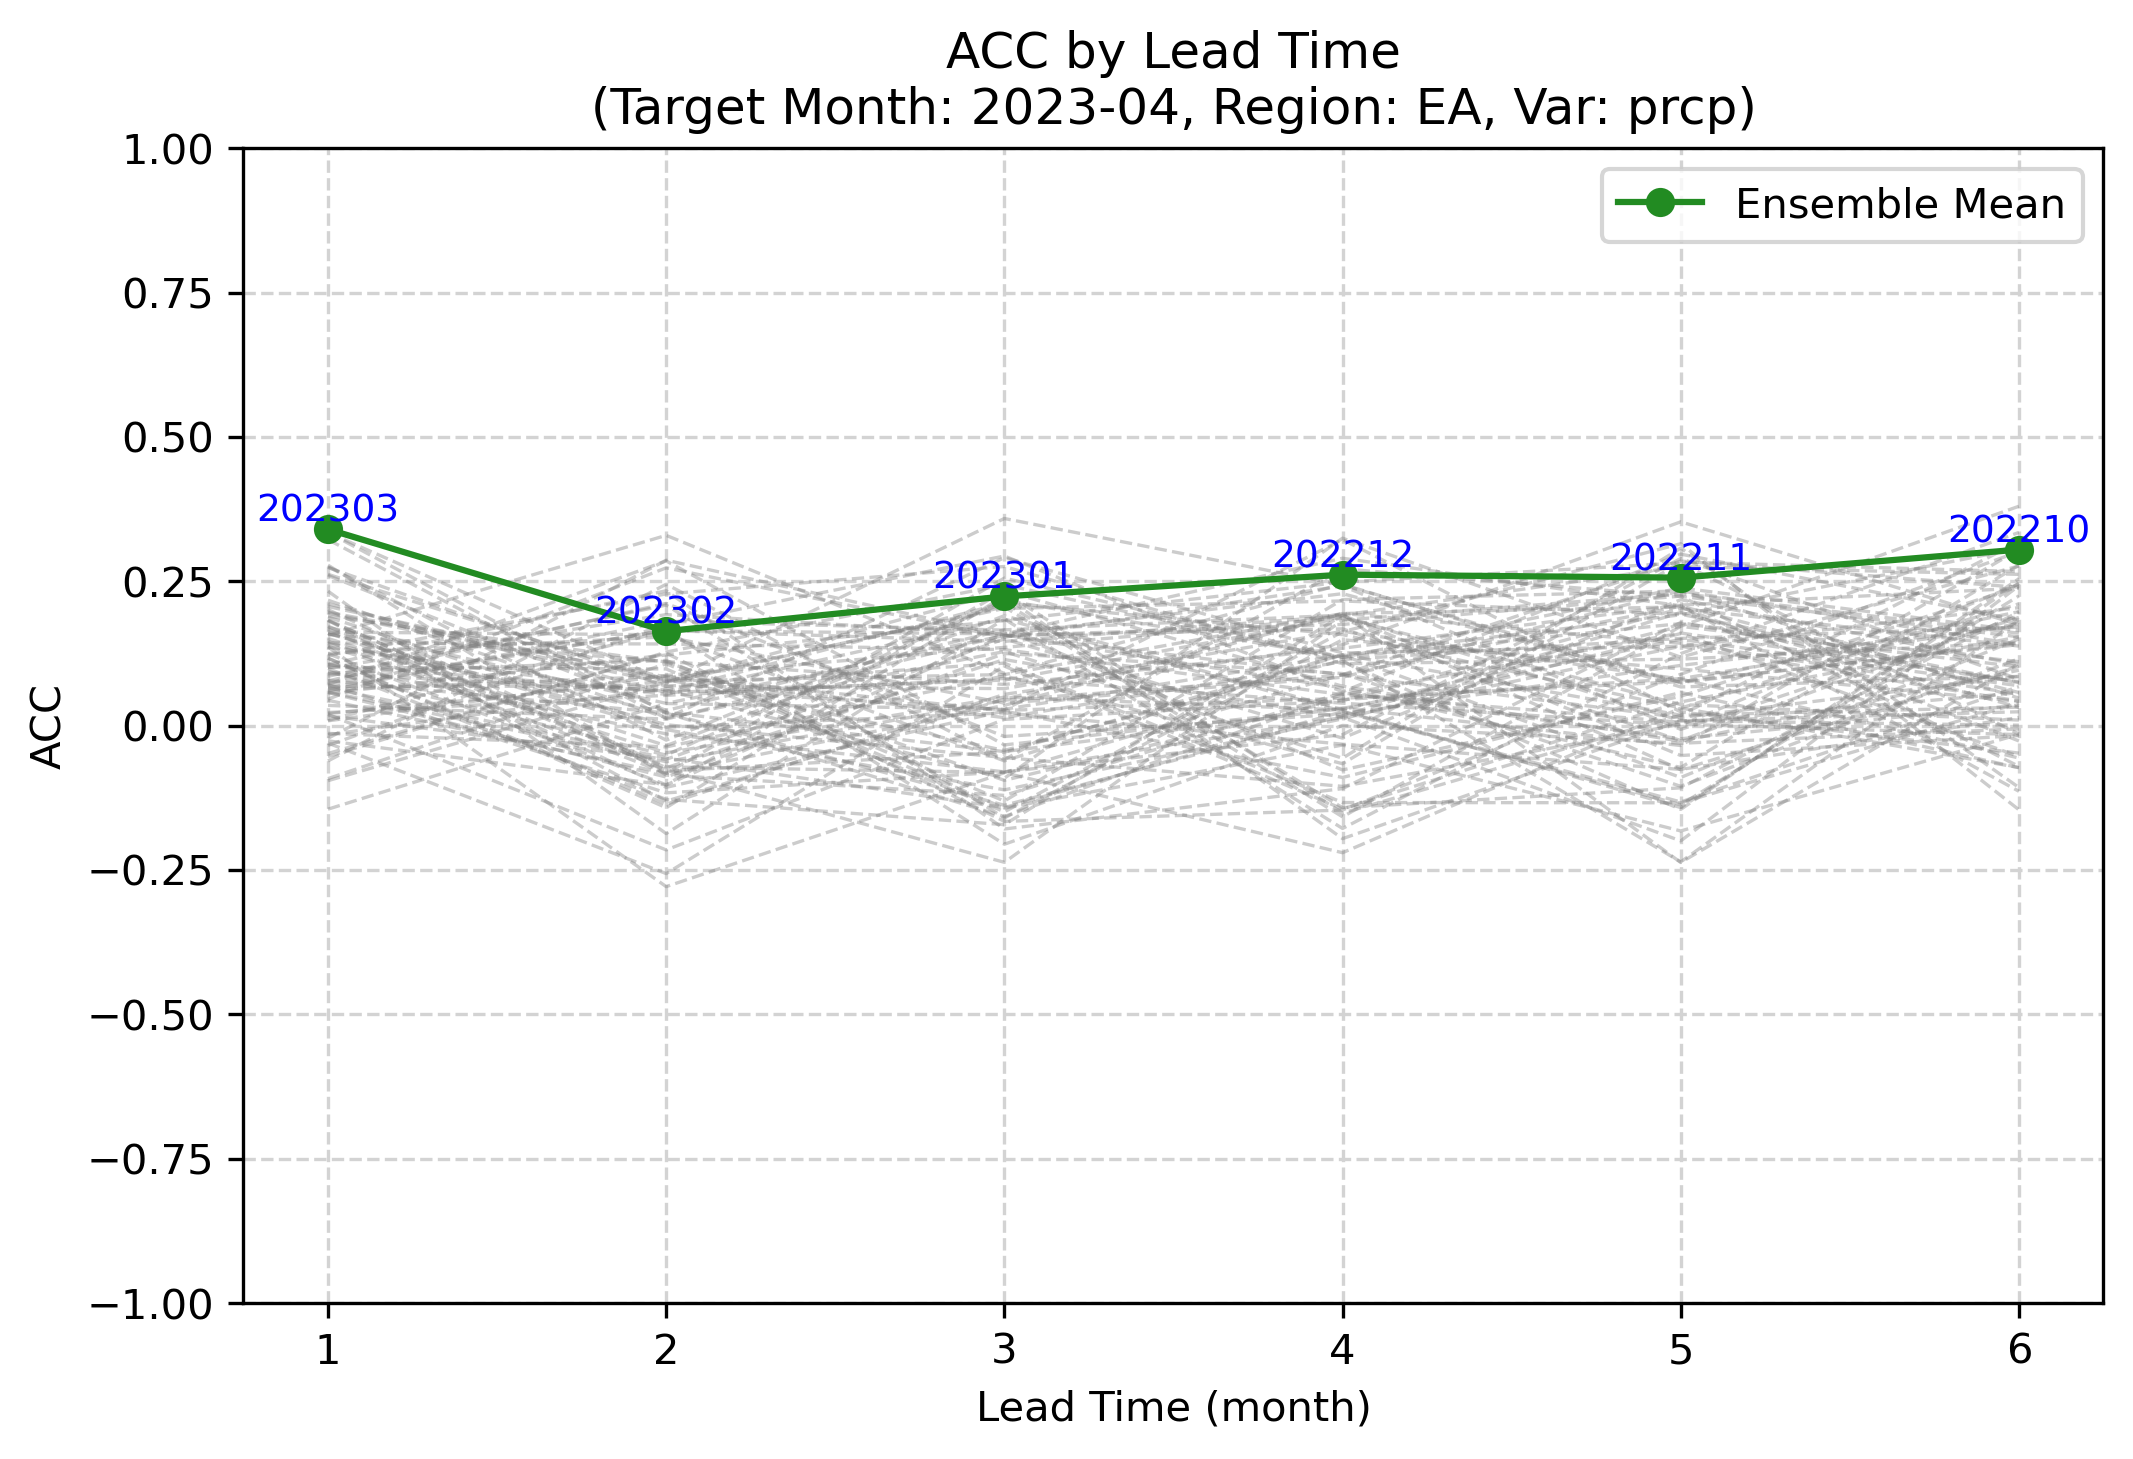 ACC by Lead Time
(Target Month: 2023-04, Region: EA, Var: prcp)
1.00
0.75
0.50
0.25
0.00
−0.25
−0.50
−0.75
−1.00
ACC
Ensemble Mean
202303
202302
202301
202212
202211
202210
1 2 3 4 5 6
Lead Time (month)